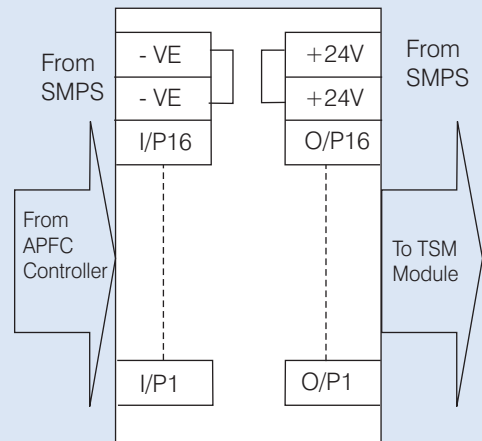 From
SMPS
- VE
- VE
I/P16
From
APFC
Controller
I/P1
+24V
+24V
O/P16
O/P1
From
SMPS
To TSM
Module